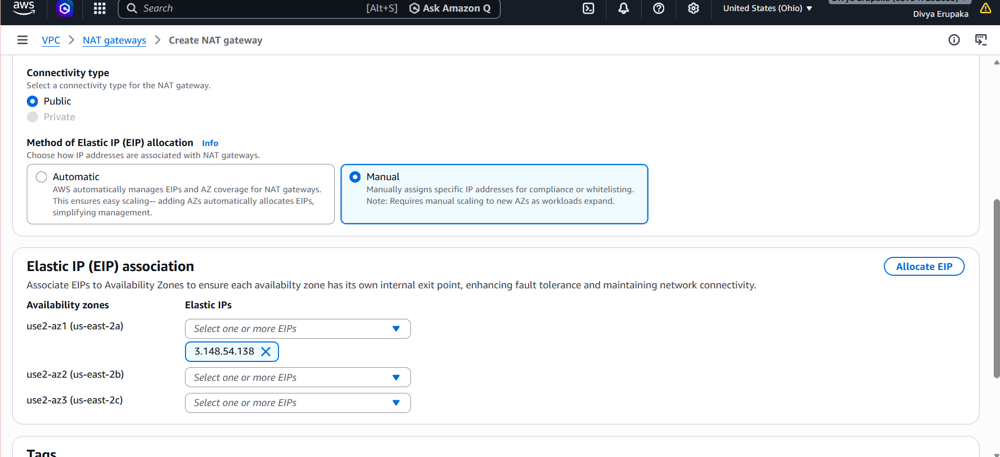 aws
Search
[Alt+S]
Ask Amazon Q
United States (Ohio)
Divya Erupaka
VPC
NAT gateways
Create NAT gateway
Connectivity type
Select a connectivity type for the NAT gateway.
Public
Private
Method of Elastic IP (EIP) allocation Info
Choose how IP addresses are associated with NAT gateways.
Automatic
AWS automatically manages EIPs and AZ coverage for NAT gateways.
This ensures easy scaling-- adding AZs automatically allocates EIPs,
simplifying management.
Manual
Manually assigns specific IP addresses for compliance or whitelisting.
Note: Requires manual scaling to new AZs as workloads expand.
Elastic IP (EIP) association
Allocate EIP
Associate EIPs to Availability Zones to ensure each availabilty zone has its own internal exit point, enhancing fault tolerance and maintaining network connectivity.
Availability zones
Elastic IPs
use2-az1 (us-east-2a)
Select one or more EIPs
3.148.54.138
use2-az2 (us-east-2b)
Select one or more EIPs
use2-az3 (us-east-2c)
Select one or more EIPs
Tags